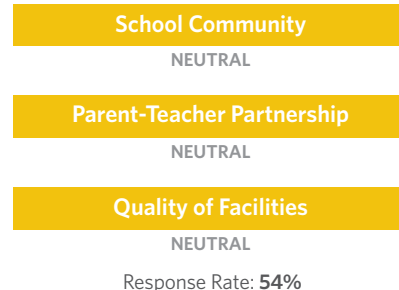 School Community
NEUTRAL
Parent-Teacher Partnership
NEUTRAL
Quality of Facilities
NEUTRAL
Response Rate: 54%